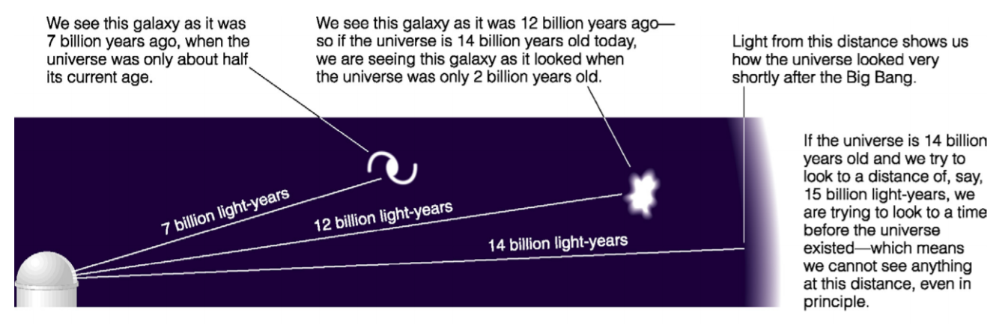 We see this galaxy as it was
7 billion years ago, when the
universe was only about half
its current age.
We see this galaxy as it was 12 billion years ago—
so if the universe is 14 billion years old today,
we are seeing this galaxy as it looked when
the universe was only 2 billion years old.
Light from this distance shows us
how the universe looked very
shortly after the Big Bang.
If the universe is 14 billion
years old and we try to
look to a distance of, say,
15 billion light-years, we
are trying to look to a time
before the universe
existed—which means
we cannot see anything
at this distance, even in
principle.
7 billion light-years
12 billion light-years
14 billion light-years